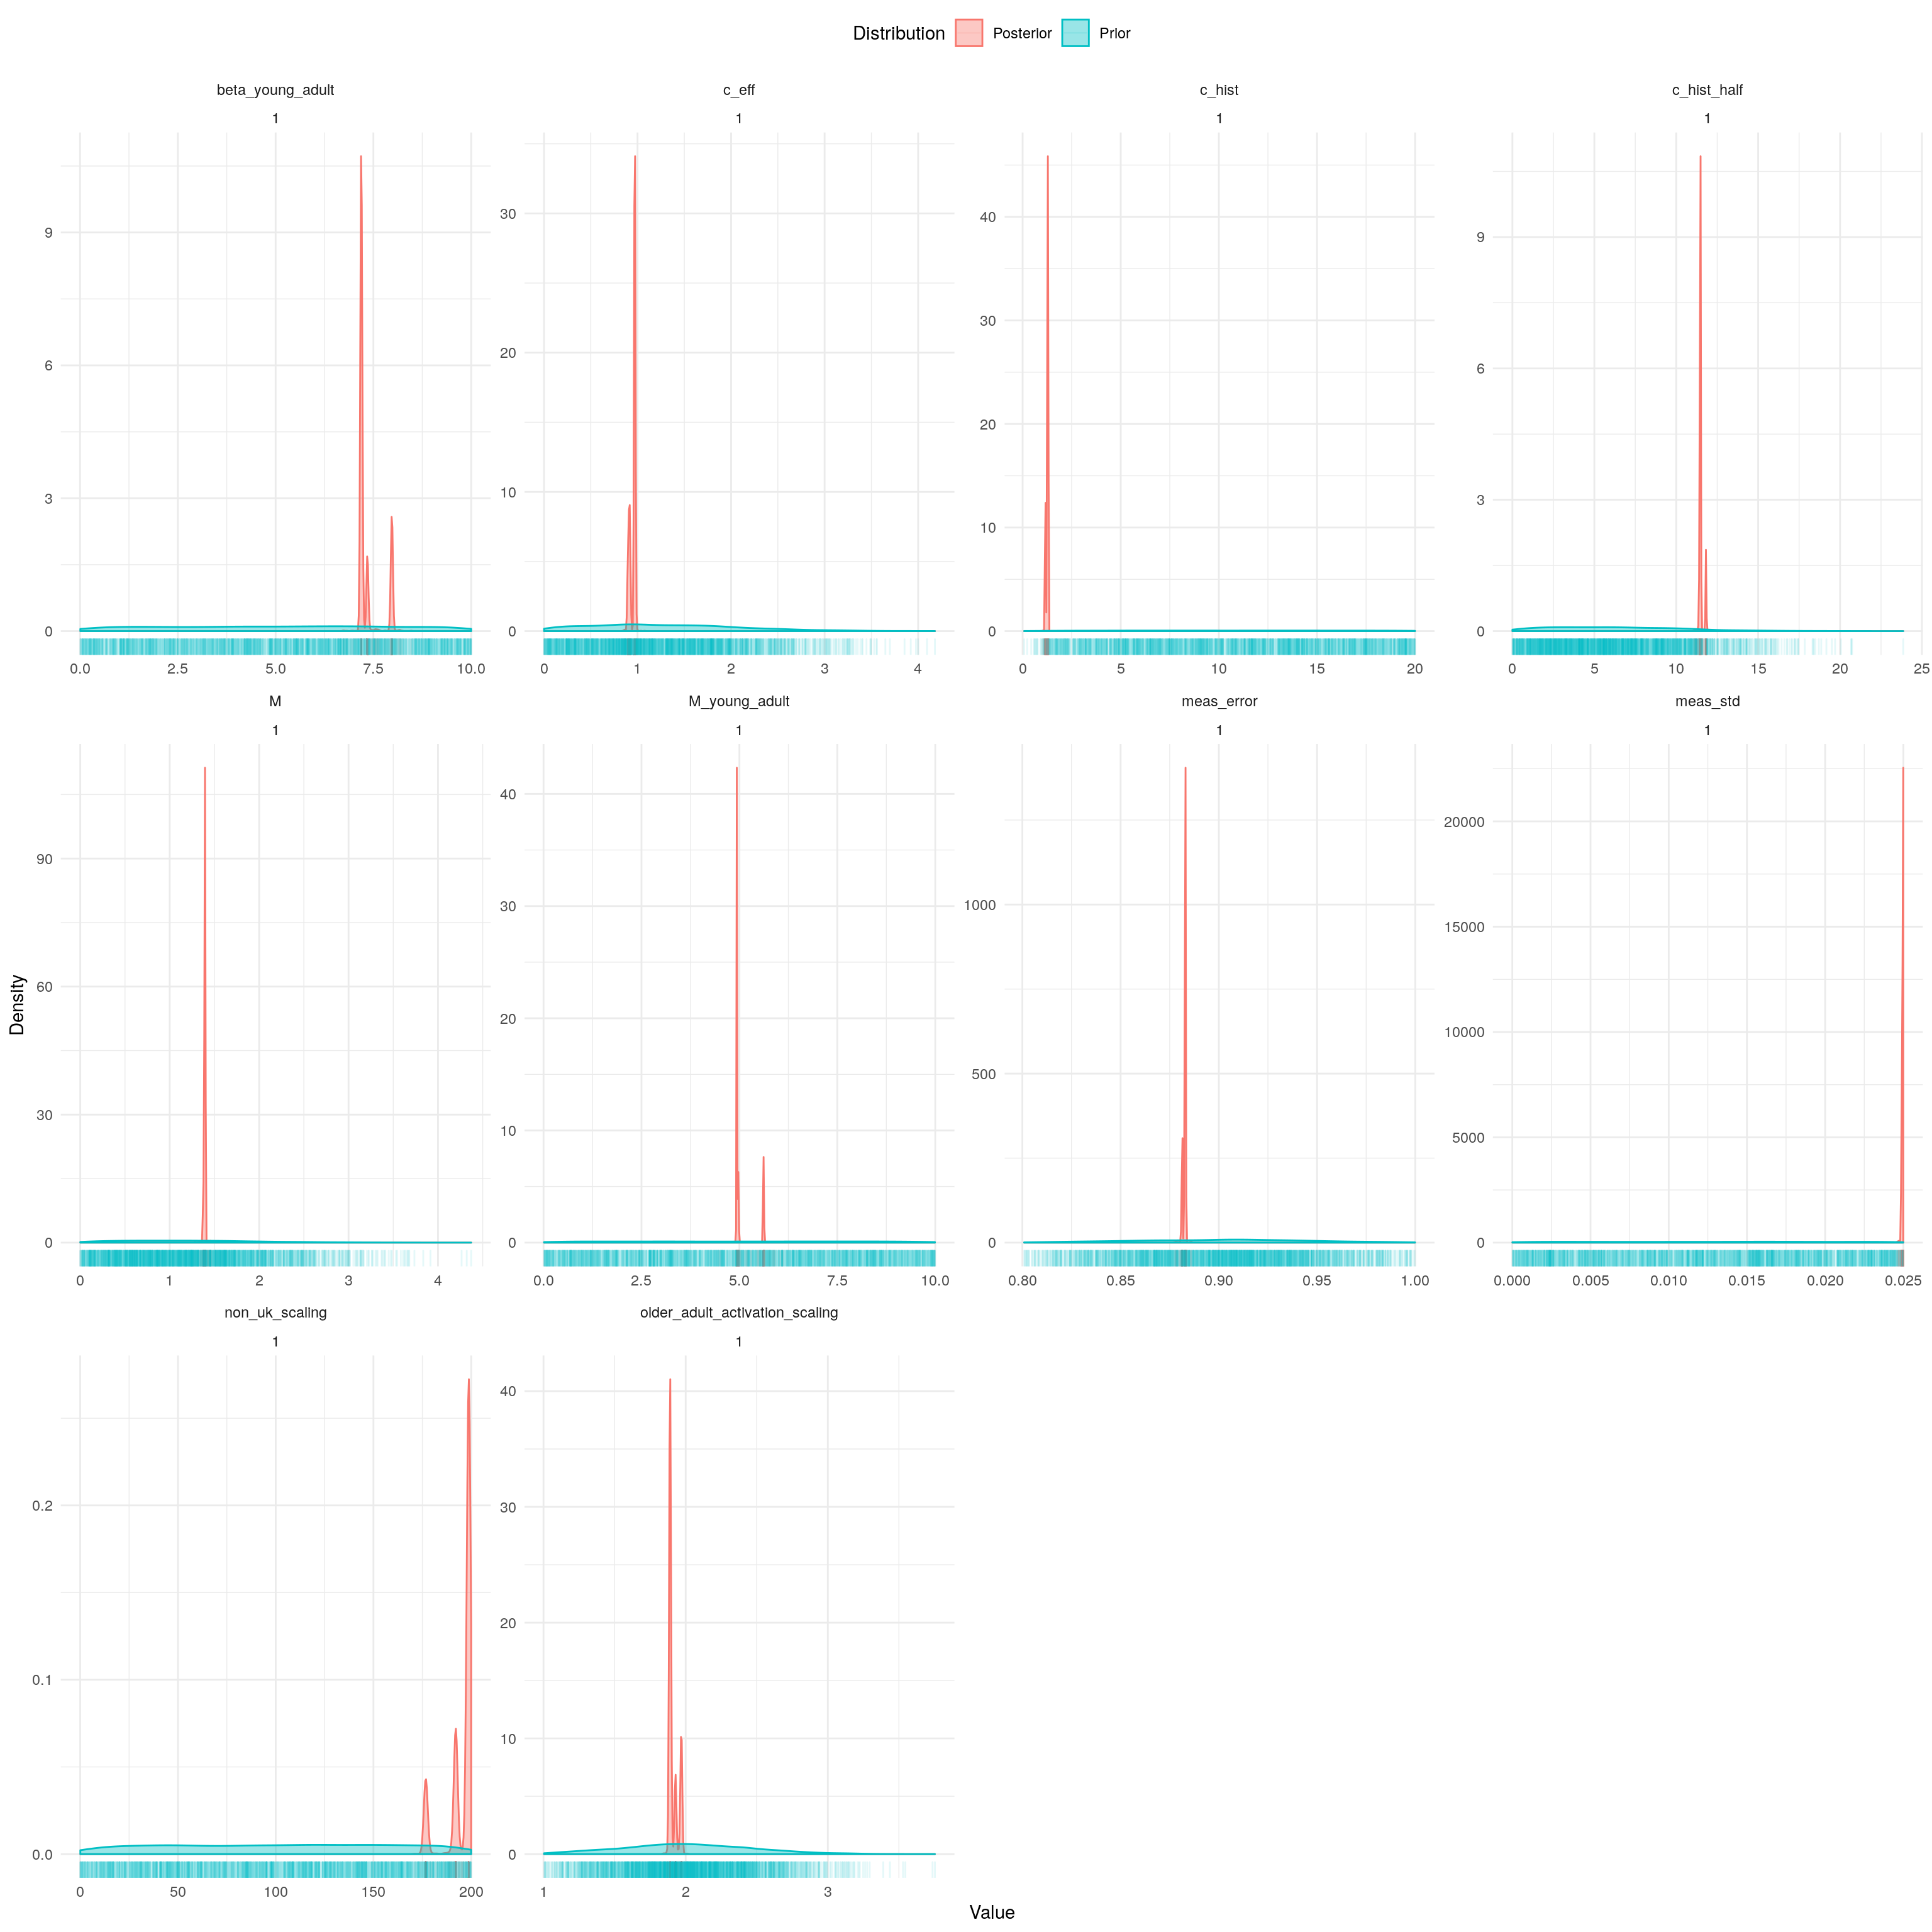 Distribution Posterior Prior
beta_young_adult c_eff c_hist c_hist_half
1 1 1 1
9 30 40 9
6 20 30 6
3 10 20 3
0 0 10 0
0
0.0 2.5 5.0 7.5 10.0 0 1 2 3 4 0 5 10 15 20 0 5 10 15 20 25
M M_young_adult meas_error meas_std
1 1 1 1
90 40 1000 20000
60 30 500 15000
30 20 0 10000
0 10 5000
0 0
0 1 2 3 4 0.0 2.5 5.0 7.5 10.0 0.80 0.85 0.90 0.95 1.00 0.000 0.005 0.010 0.015 0.020 0.025
Density
non_uk_scaling older_adult_activation_scaling
1 1
0.2 40
0.1 30
0.0 20
10
0
0 50 100 150 200 1 2 3
Value